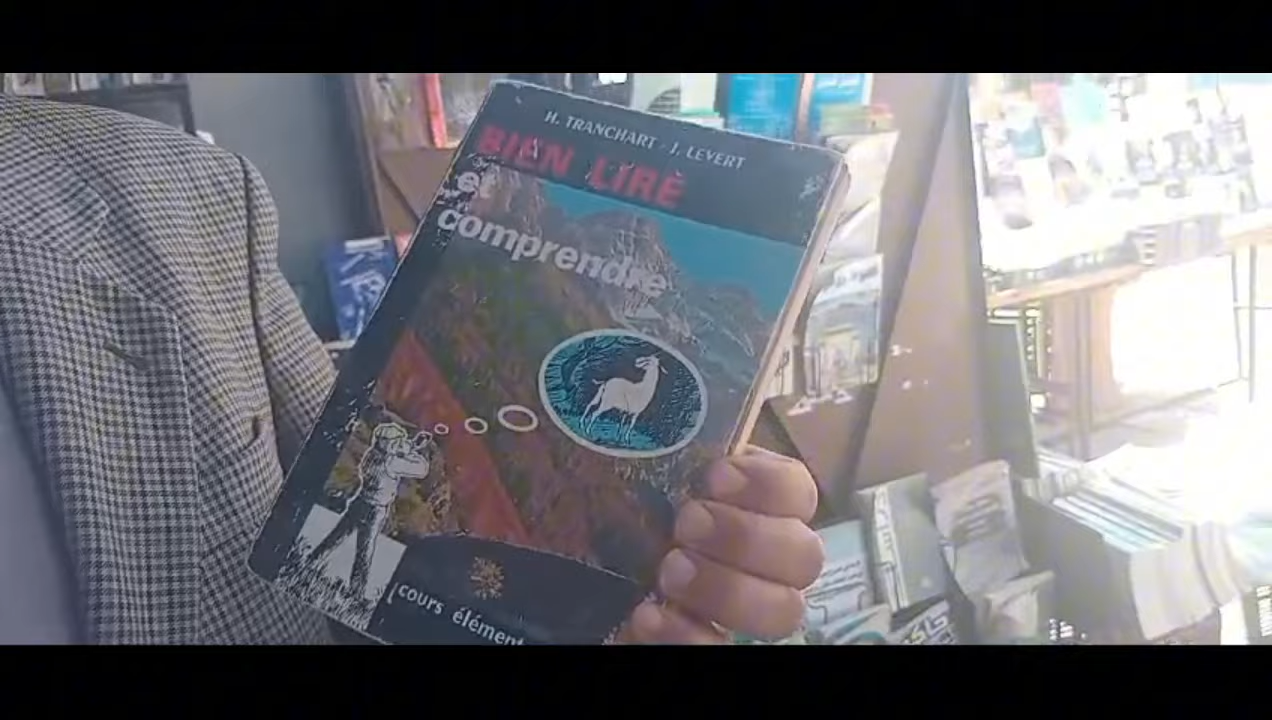 H. TRANCHART - J. LEVERT
BIEN LIRE
et
comprendre
cours élément